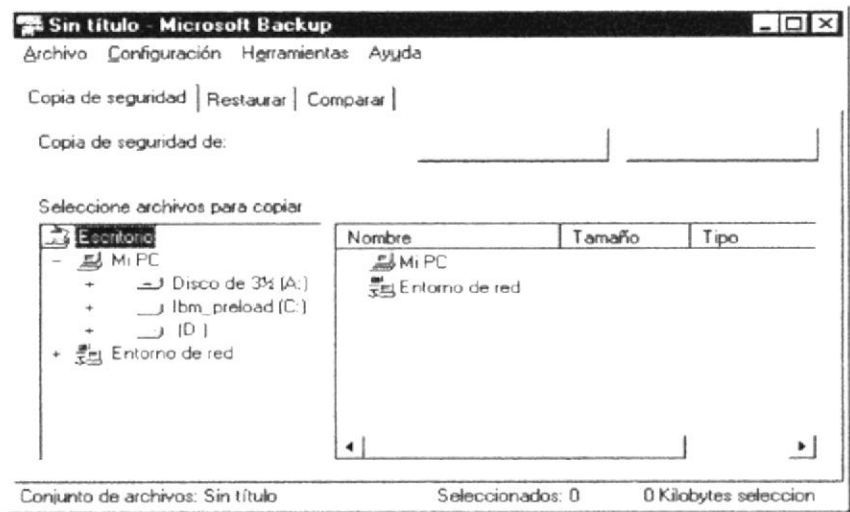 Sin título - Microsoft Backup
Archivo Configuración Herramientas Ayuda
Copia de seguridad Restaurar Comparar
Copia de seguridad de:
Seleccione archivos para copiar
Escritorio
Mi PC
Disco de 3½ (A:)
Ibm_preload (C:)
(D )
Entorno de red
Nombre Tamaño Tipo
Mi PC
Entorno de red
Conjunto de archivos: Sin título Seleccionados: 0 0 Kilobytes seleccion